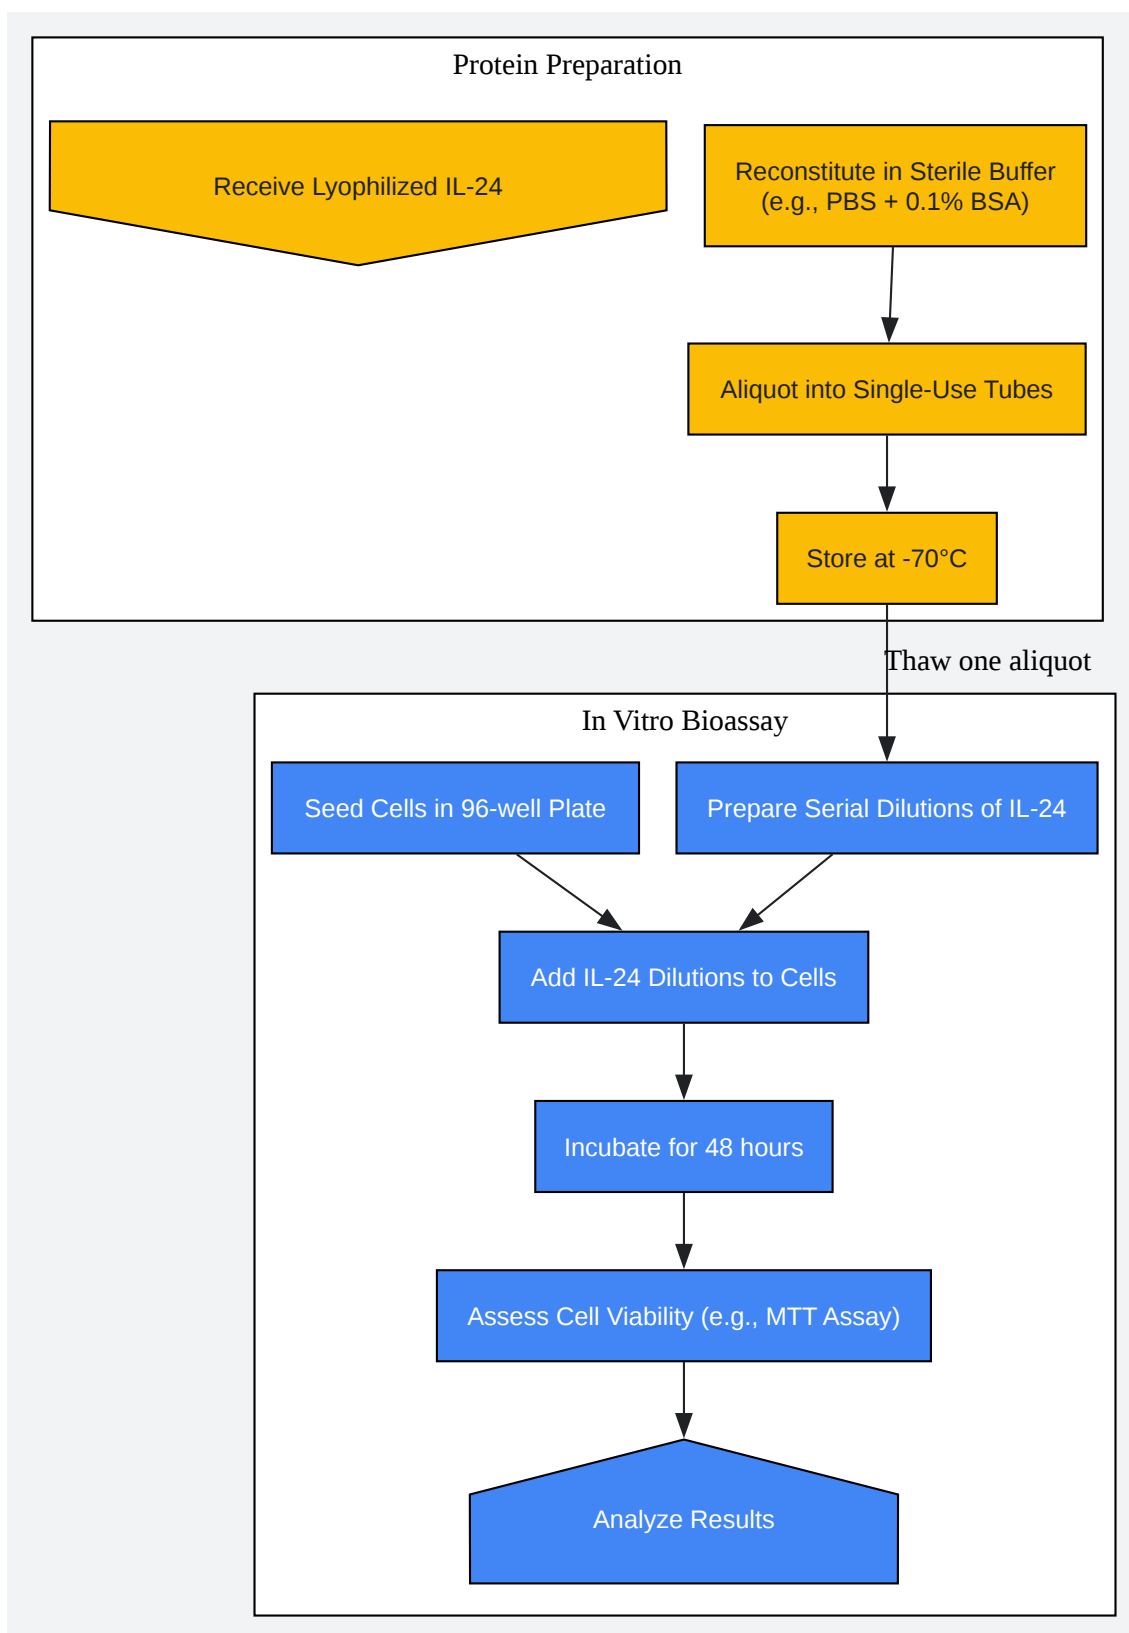 Protein Preparation
Receive Lyophilized IL-24
Reconstitute in Sterile Buffer
(e.g., PBS + 0.1% BSA)
Aliquot into Single-Use Tubes
Store at -70°C
Thaw one aliquot
In Vitro Bioassay
Seed Cells in 96-well Plate
Prepare Serial Dilutions of IL-24
Add IL-24 Dilutions to Cells
Incubate for 48 hours
Assess Cell Viability (e.g., MTT Assay)
Analyze Results